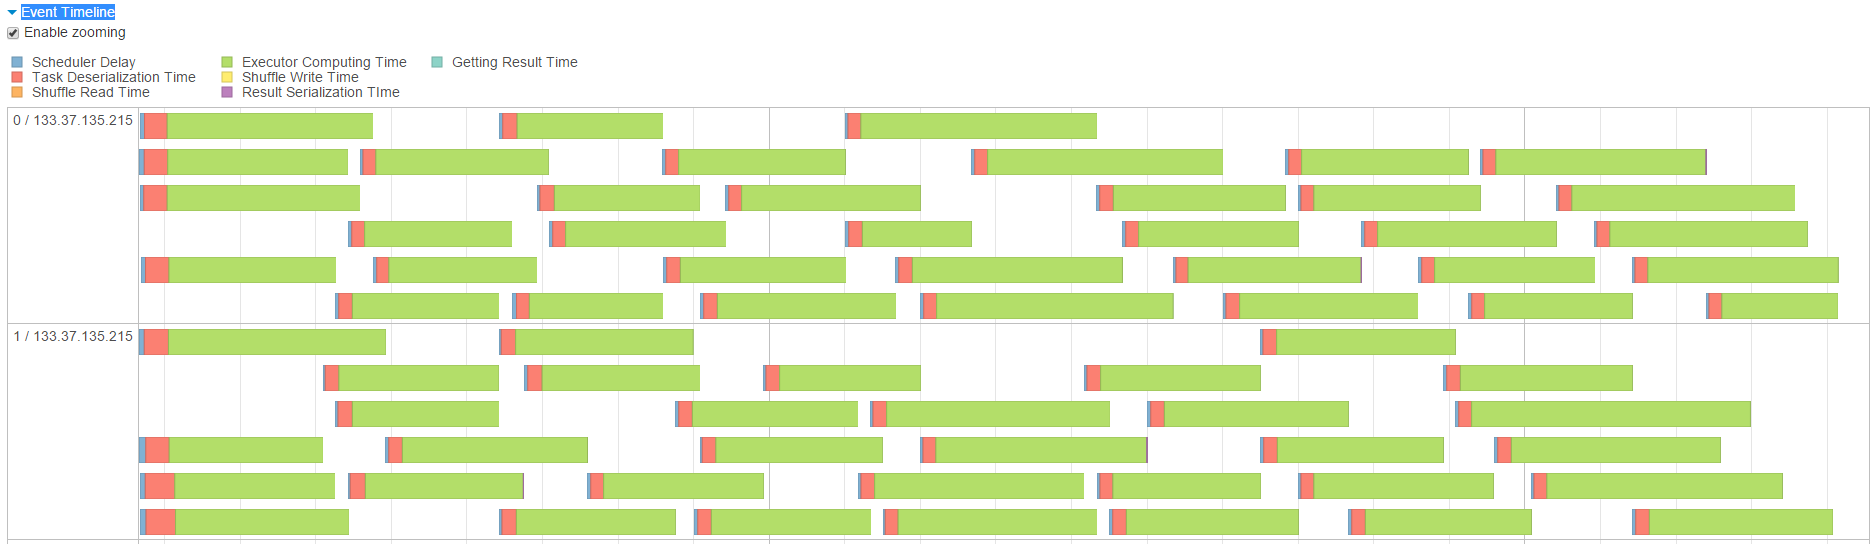 Event Timeline
Enable zooming
Scheduler Delay
Executor Computing Time
Getting Result Time
Task Deserialization Time
Shuffle Write Time
Shuffle Read Time
Result Serialization TIme
0 / 133.37.135.215
1 / 133.37.135.215